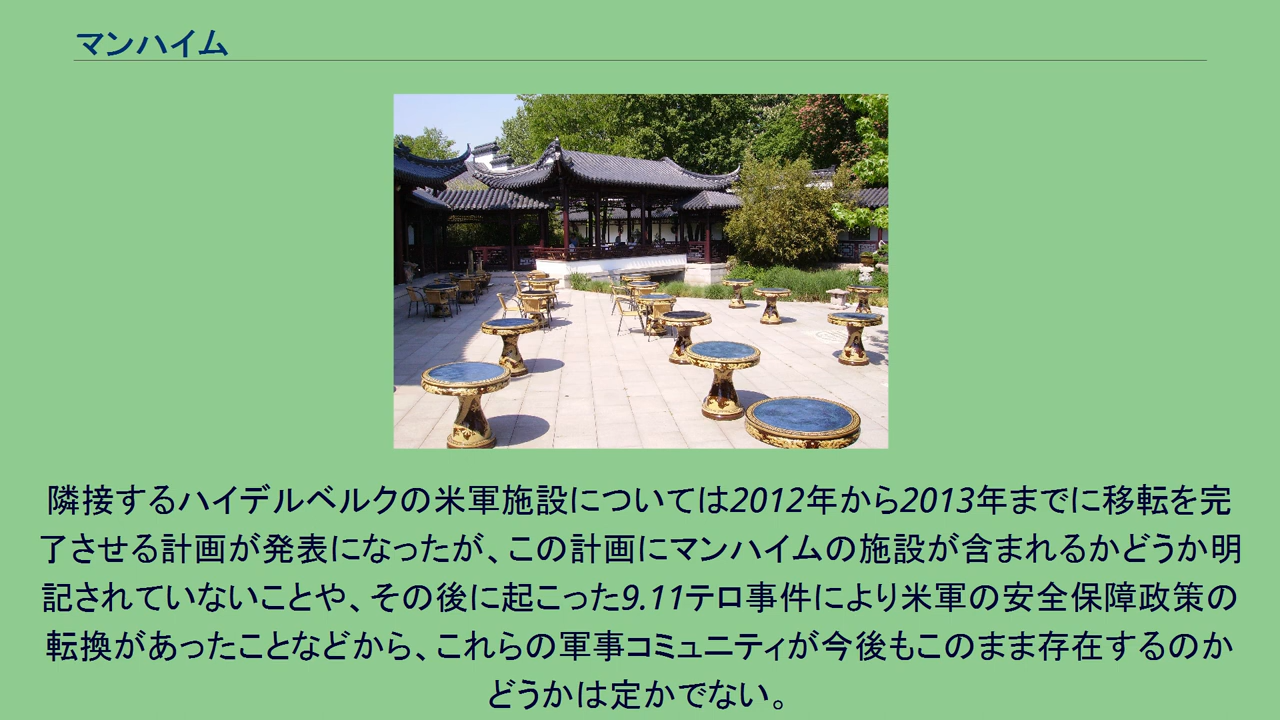 マンハイム
隣接するハイデルベルクの米軍施設については2012年から2013年までに移転を完
了させる計画が発表になったが、この計画にマンハイムの施設が含まれるかどうか明
記されていないことや、その後に起こった9.11テロ事件により米軍の安全保障政策の
転換があったことなどから、これらの軍事コミュニティが今後もこのまま存在するのか
どうかは定かでない。